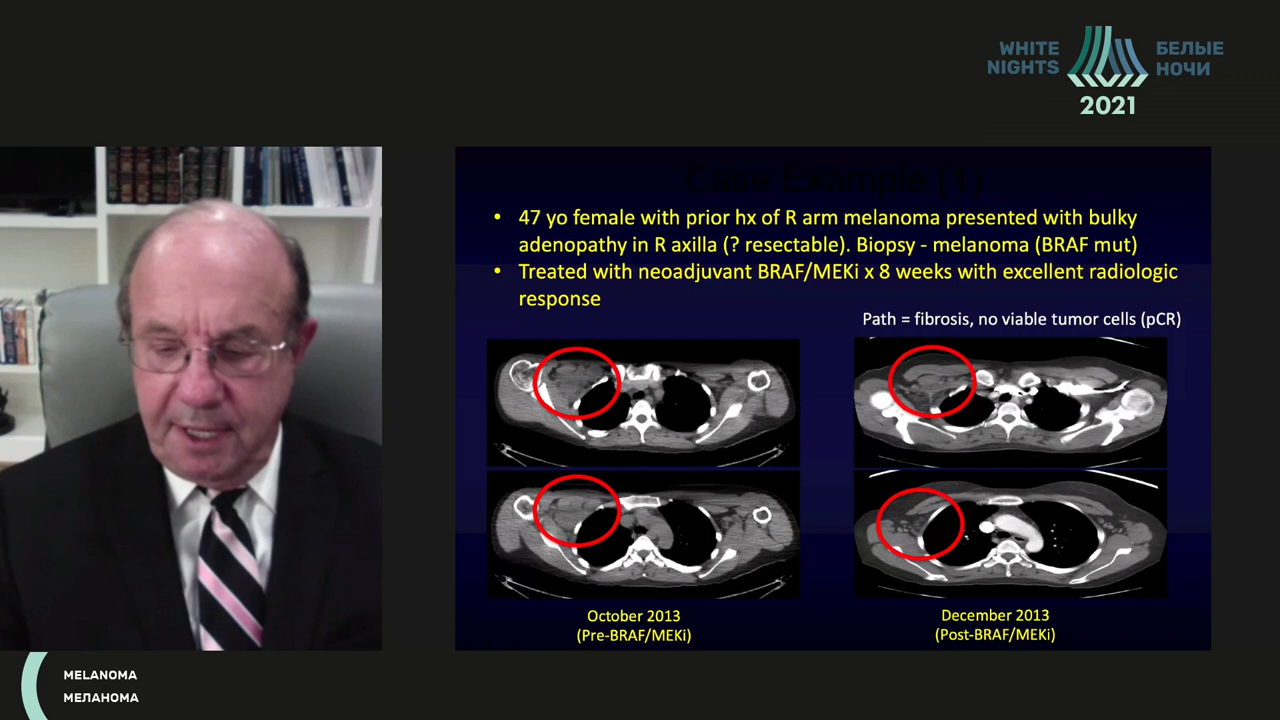 WHITE
NIGHTS
БЕЛЫЕ
НОЧИ
2021
Case Example (1)
• 47 yo female with prior hx of R arm melanoma presented with bulky
adenopathy in R axilla (? resectable). Biopsy - melanoma (BRAF mut)
• Treated with neoadjuvant BRAF/MEKi x 8 weeks with excellent radiologic
response
Path = fibrosis, no viable tumor cells (pCR)
October 2013
(Pre-BRAF/MEKi)
December 2013
(Post-BRAF/MEKi)
MELANOMA
МЕЛАНОМА